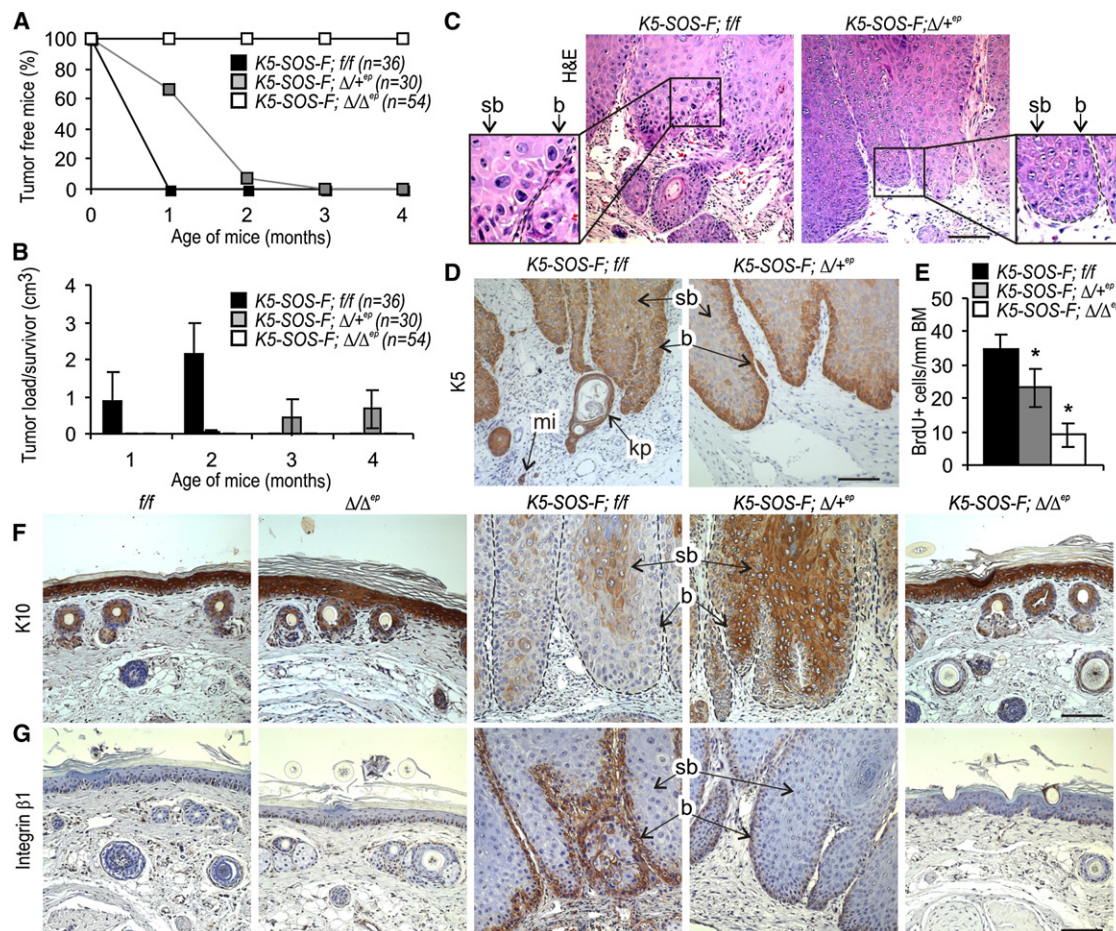 A
Tumor free mice (%)
100
80
60
40
20
0
K5-SOS-F; f/f (n=36)
K5-SOS-F; Δ/+ep (n=30)
K5-SOS-F; Δ/Δep (n=54)
0 1 2 3 4
Age of mice (months)
B
Tumor load/survivor (cm3)
4
3
2
1
0
K5-SOS-F; f/f (n=36)
K5-SOS-F; Δ/+ep (n=30)
K5-SOS-F; Δ/Δep (n=54)
1 2 3 4
Age of mice (months)
C
K5-SOS-F; f/f
K5-SOS-F;Δ/+ep
H&E
sb b
sb b
D
K5-SOS-F; f/f
K5-SOS-F; Δ/+ep
K5
sb
b
mi
kp
E
K5-SOS-F; f/f
K5-SOS-F; Δ/+ep
K5-SOS-F; Δ/Δep
BrdU+ cells/mm BM
50
40
30
20
10
0
*
*
f/f
Δ/Δep
K5-SOS-F; f/f
K5-SOS-F; Δ/+ep
K5-SOS-F; Δ/Δep
F
K10
sb
b
G
Integrin β1
sb
b